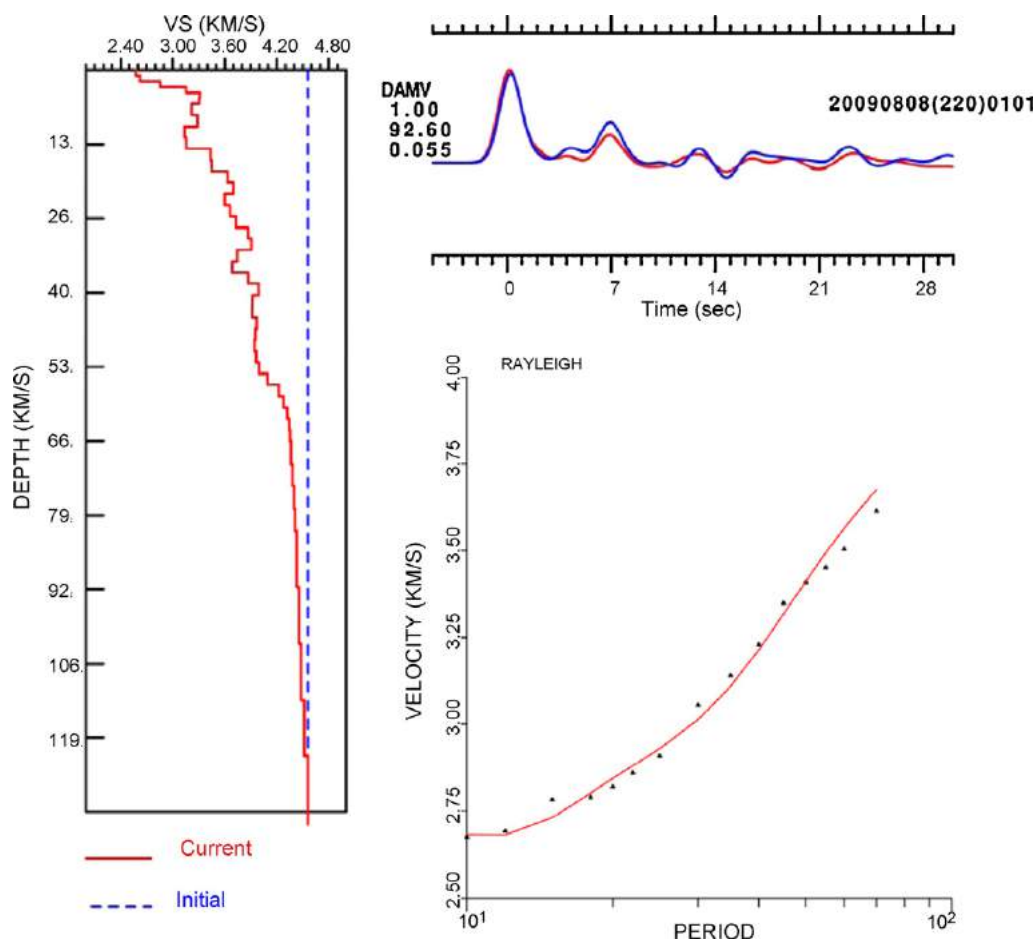 VS (KM/S)
2.40 3.00 3.60 4.20 4.80
13.
26.
40.
53.
66.
79.
92.
106.
119.
DEPTH (KM/S)
Current
Initial
DAMV
1.00
92.60
0.055
20090808(220)0101
0 7 14 21 28
Time (sec)
RAYLEIGH
4.00
3.75
3.50
3.25
3.00
2.75
2.50
VELOCITY (KM/S)
10¹ 10²
PERIOD